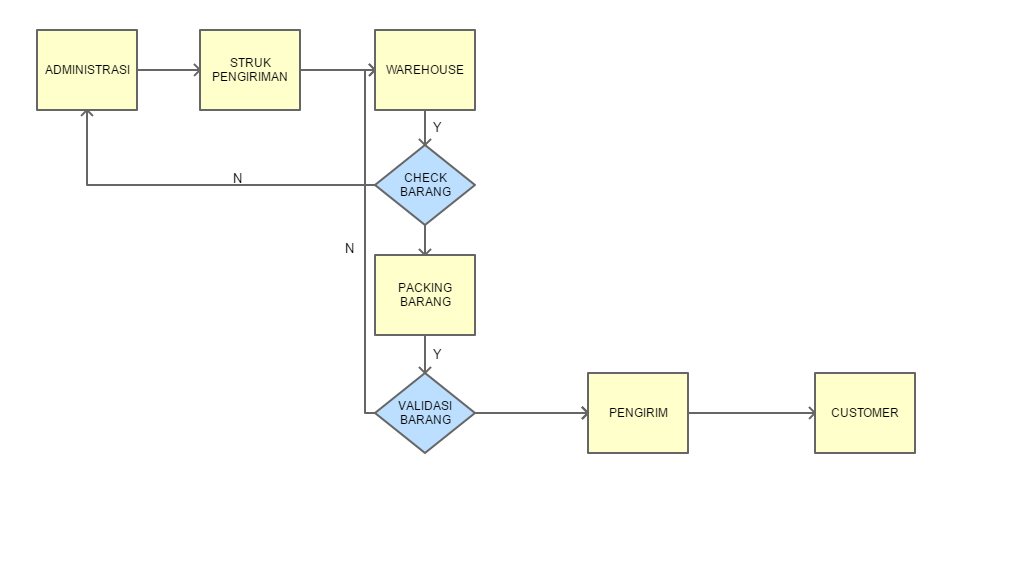 ADMINISTRASI
STRUK
PENGIRIMAN
WAREHOUSE
Y
CHECK
BARANG
N
N
PACKING
BARANG
Y
VALIDASI
BARANG
PENGIRIM
CUSTOMER